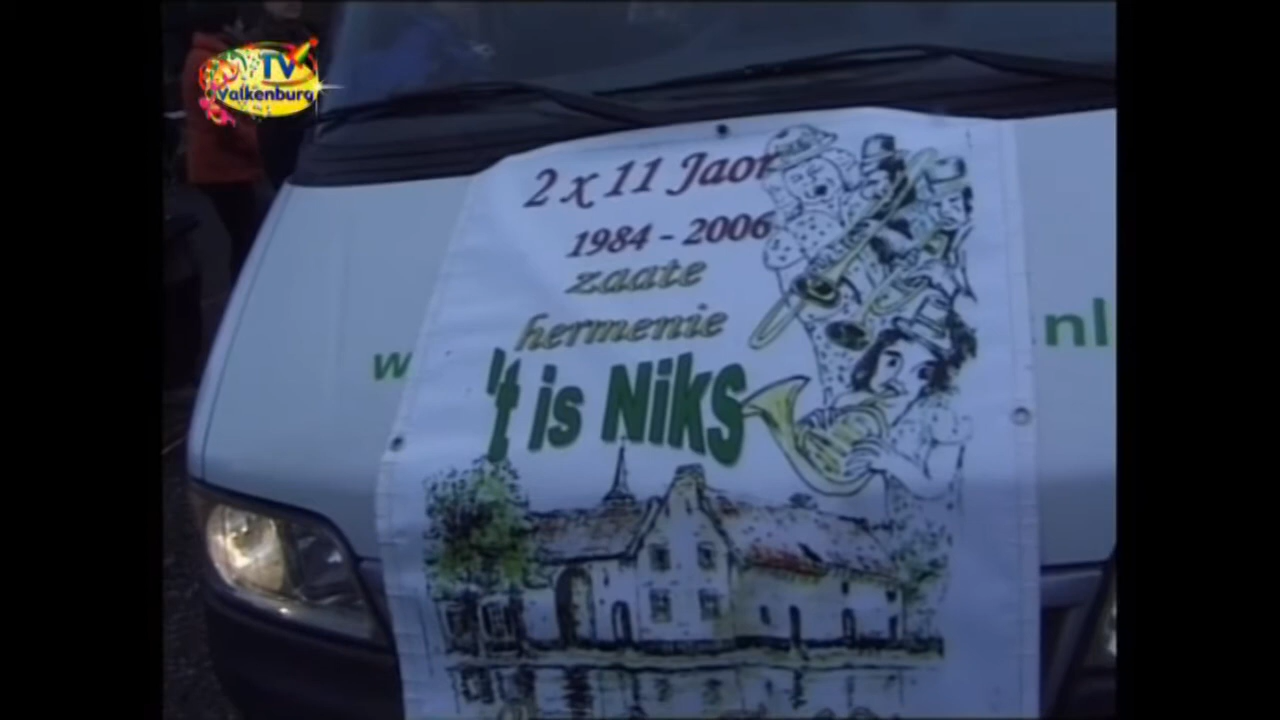 TV
Valkenburg
2 x 11 Jaor
1984 - 2006
zaate
hermenie
't is Niks
w
nl